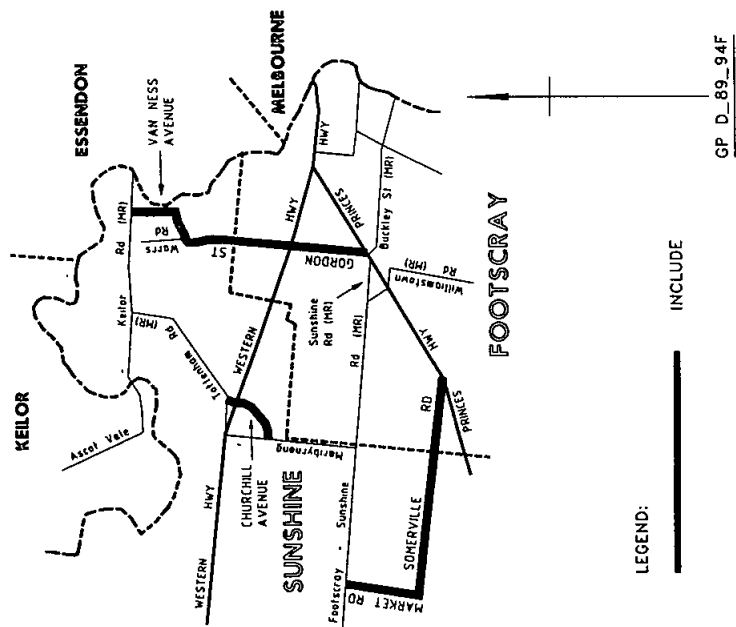 ESSENDON
VAN NESS
AVENUE
MELBOURNE
KEILOR
Keilor Rd (MR)
Warrs
Rd
HWY
Ascot Vale
Tottenham
Rd (MR)
GORDON ST
WESTERN HWY
PRINCES
Buckley St (MR)
WESTERN HWY
CHURCHILL
AVENUE
Maribyrnong
Sunshine
Rd (MR)
Williamstown
Rd (MR)
SUNSHINE
FOOTSCRAY
Footscray - Sunshine Rd (MR)
HWY
PRINCES
SOMERVILLE RD
MARKET RD
LEGEND:
INCLUDE
GP D_89_94F